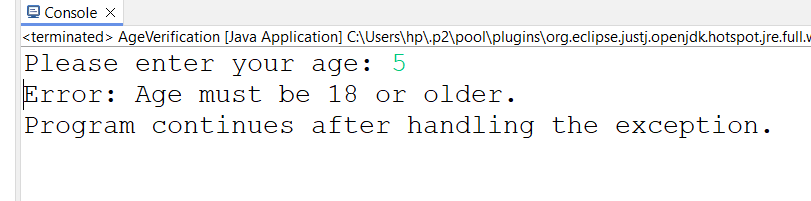 Console
<terminated> AgeVerification [Java Application] C:\Users\hp\.p2\pool\plugins\org.eclipse.justj.openjdk.hotspot.jre.full.w
Please enter your age: 5
Error: Age must be 18 or older.
Program continues after handling the exception.